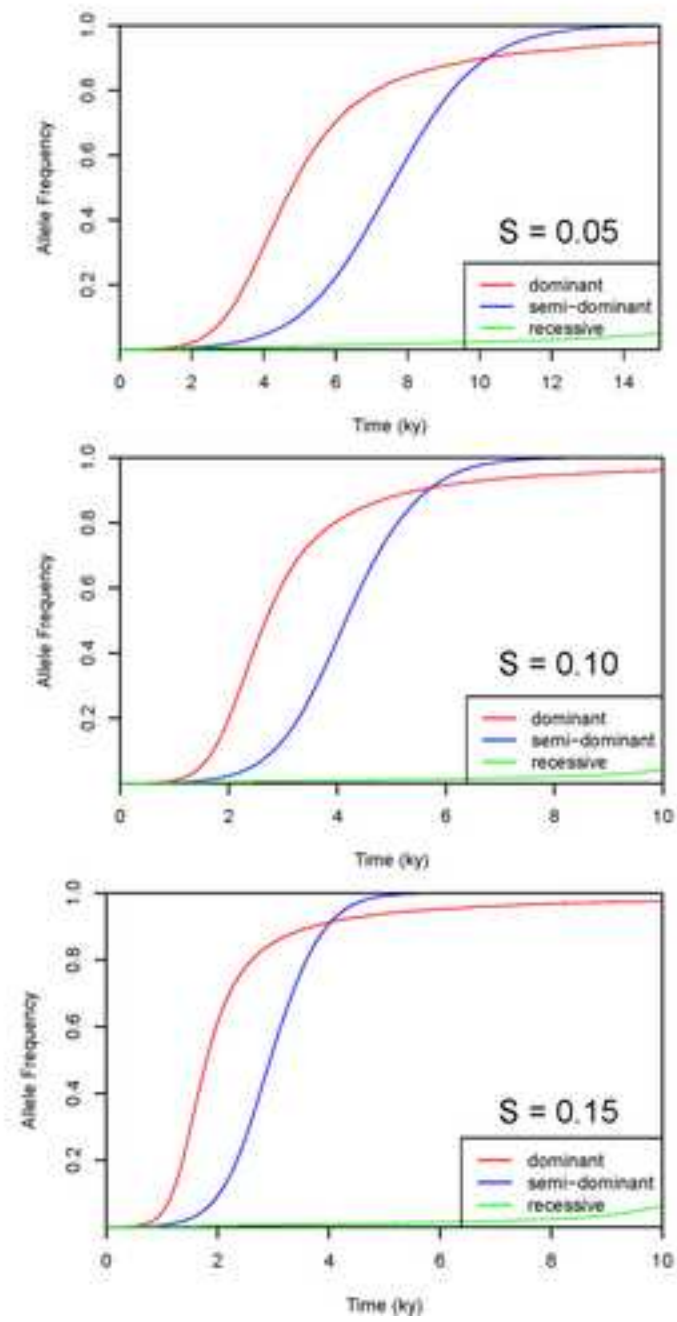 1.0
0.8
0.6
0.4
0.2
Allele Frequency
S = 0.05
dominant
semi-dominant
recessive
0 2 4 6 8 10 12 14
Time (ky)
1.0
0.8
0.6
0.4
0.2
Allele Frequency
S = 0.10
dominant
semi-dominant
recessive
0 2 4 6 8 10
Time (ky)
1.0
0.8
0.6
0.4
0.2
Allele Frequency
S = 0.15
dominant
semi-dominant
recessive
0 2 4 6 8 10
Time (ky)